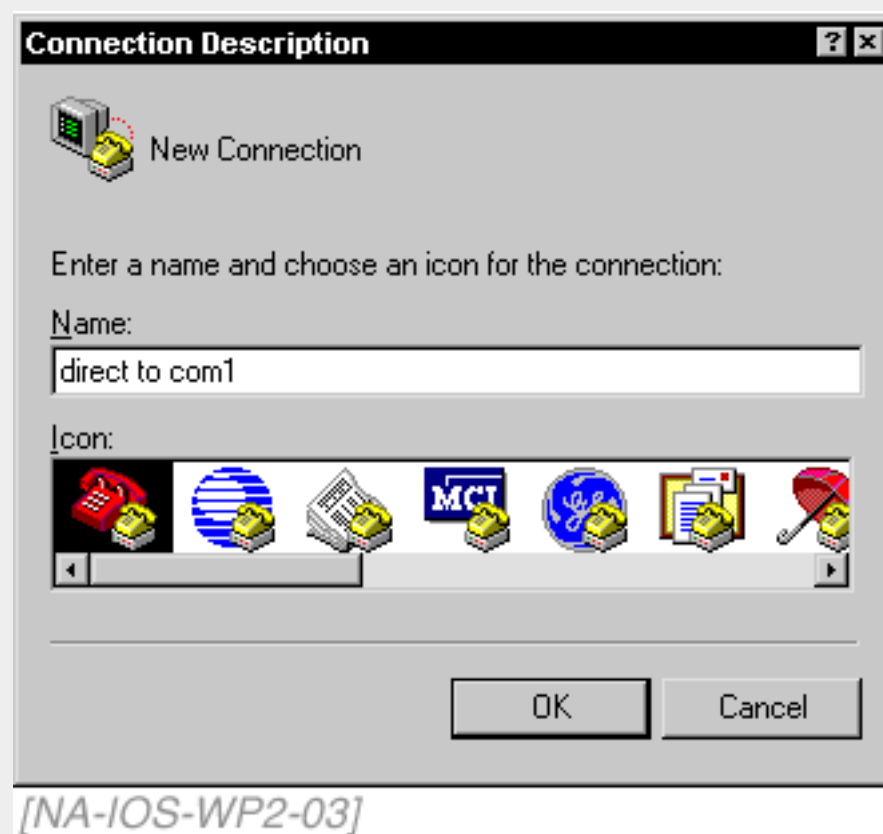 Connection Description
New Connection
Enter a name and choose an icon for the connection:
Name:
direct to com1
Icon:
MCI
OK
Cancel
[NA-IOS-WP2-03]